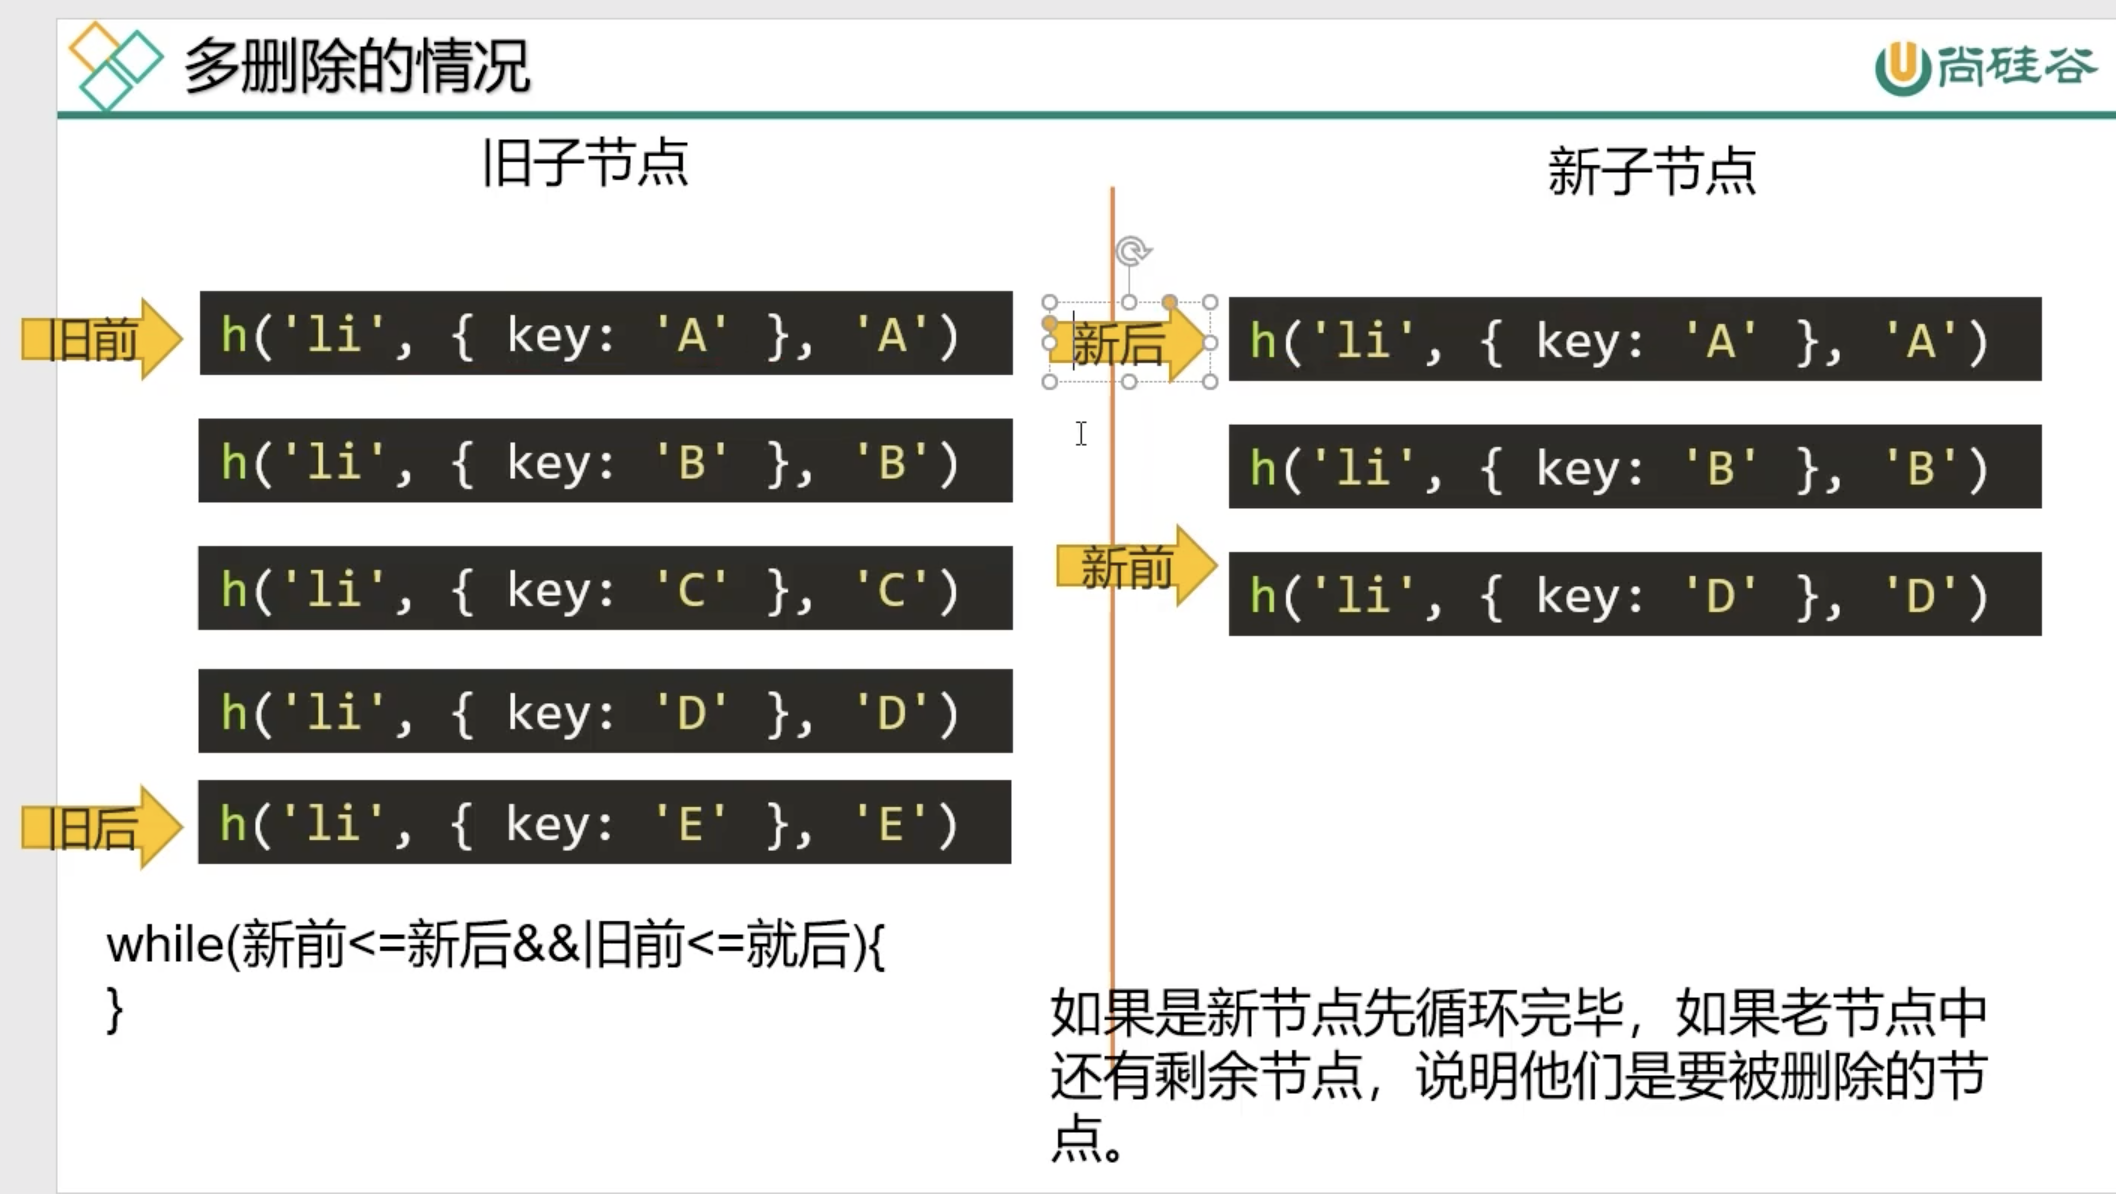 多删除的情况
尚硅谷
旧子节点
新子节点
旧前
h('li', { key: 'A' }, 'A')
h('li', { key: 'B' }, 'B')
h('li', { key: 'C' }, 'C')
h('li', { key: 'D' }, 'D')
旧后
h('li', { key: 'E' }, 'E')
新后
h('li', { key: 'A' }, 'A')
h('li', { key: 'B' }, 'B')
新前
h('li', { key: 'D' }, 'D')
while(新前<=新后&&旧前<=就后){
}
如果是新节点先循环完毕，如果老节点中
还有剩余节点，说明他们是要被删除的节
点。